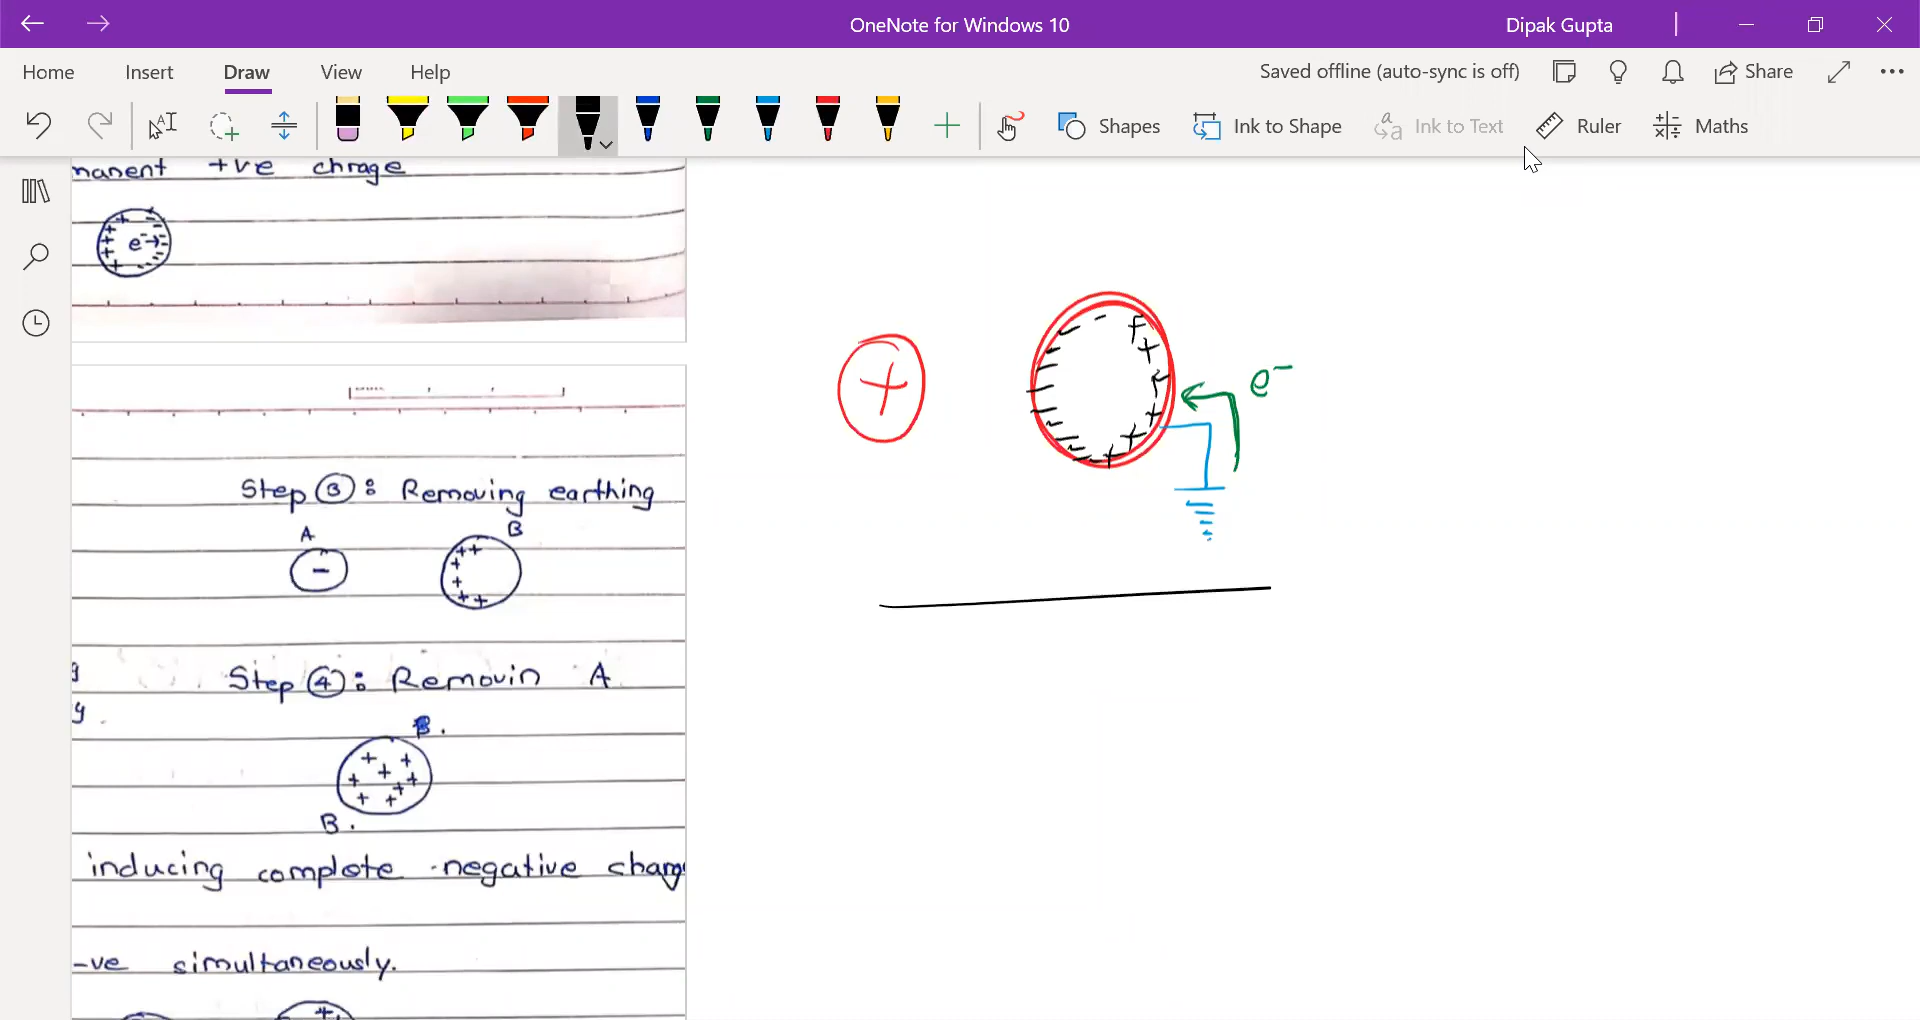 OneNote for Windows 10
Dipak Gupta
Home Insert Draw View Help
Saved offline (auto-sync is off) Share
Shapes Ink to Shape Ink to Text Ruler Maths
manent +ve chrage
e⁻→
+ e⁻
Step ③ : Removing earthing
A B
Step ④ : Removin A
g
y.
B.
B.
inducing complete negative charg
-ve simultaneously.